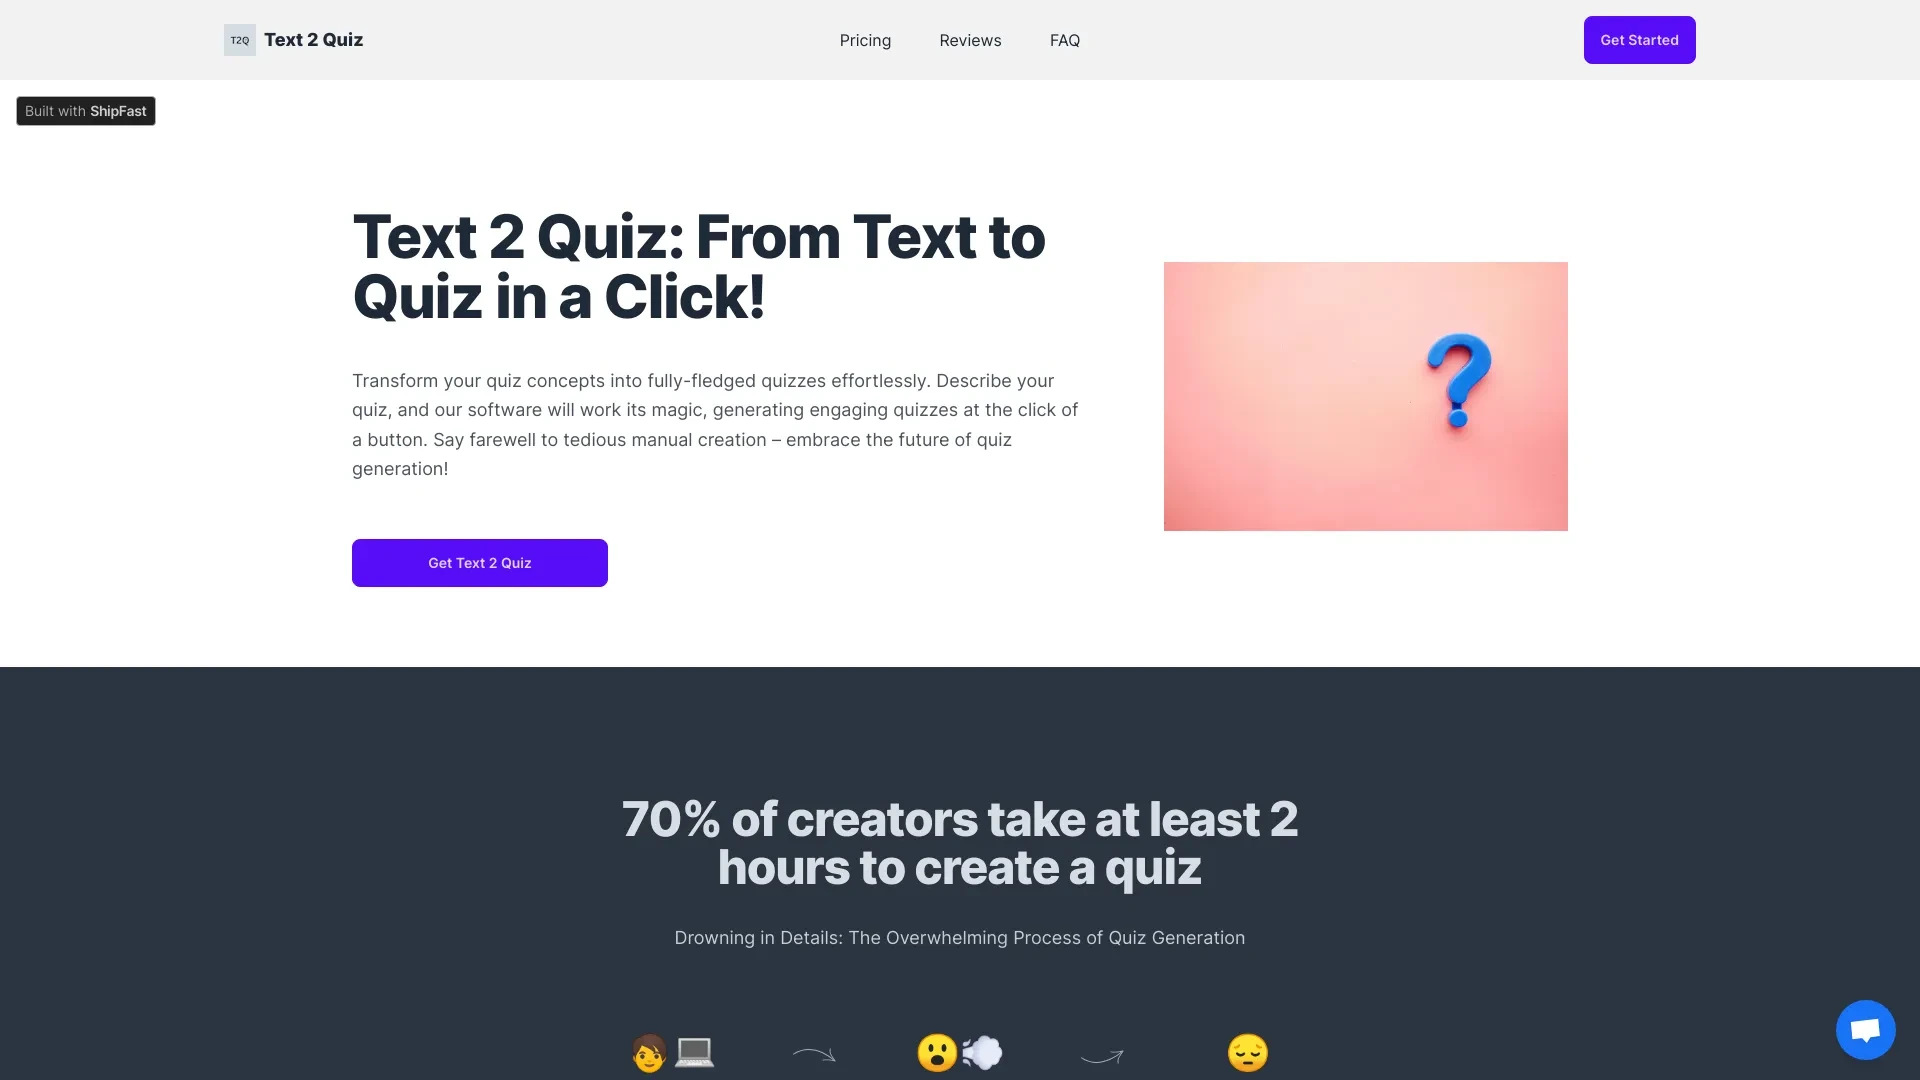 T2Q Text 2 Quiz
Pricing Reviews FAQ
Get Started
Built with ShipFast
Text 2 Quiz: From Text to
Quiz in a Click!
Transform your quiz concepts into fully-fledged quizzes effortlessly. Describe your
quiz, and our software will work its magic, generating engaging quizzes at the click of
a button. Say farewell to tedious manual creation – embrace the future of quiz
generation!
?
Get Text 2 Quiz
70% of creators take at least 2
hours to create a quiz
Drowning in Details: The Overwhelming Process of Quiz Generation